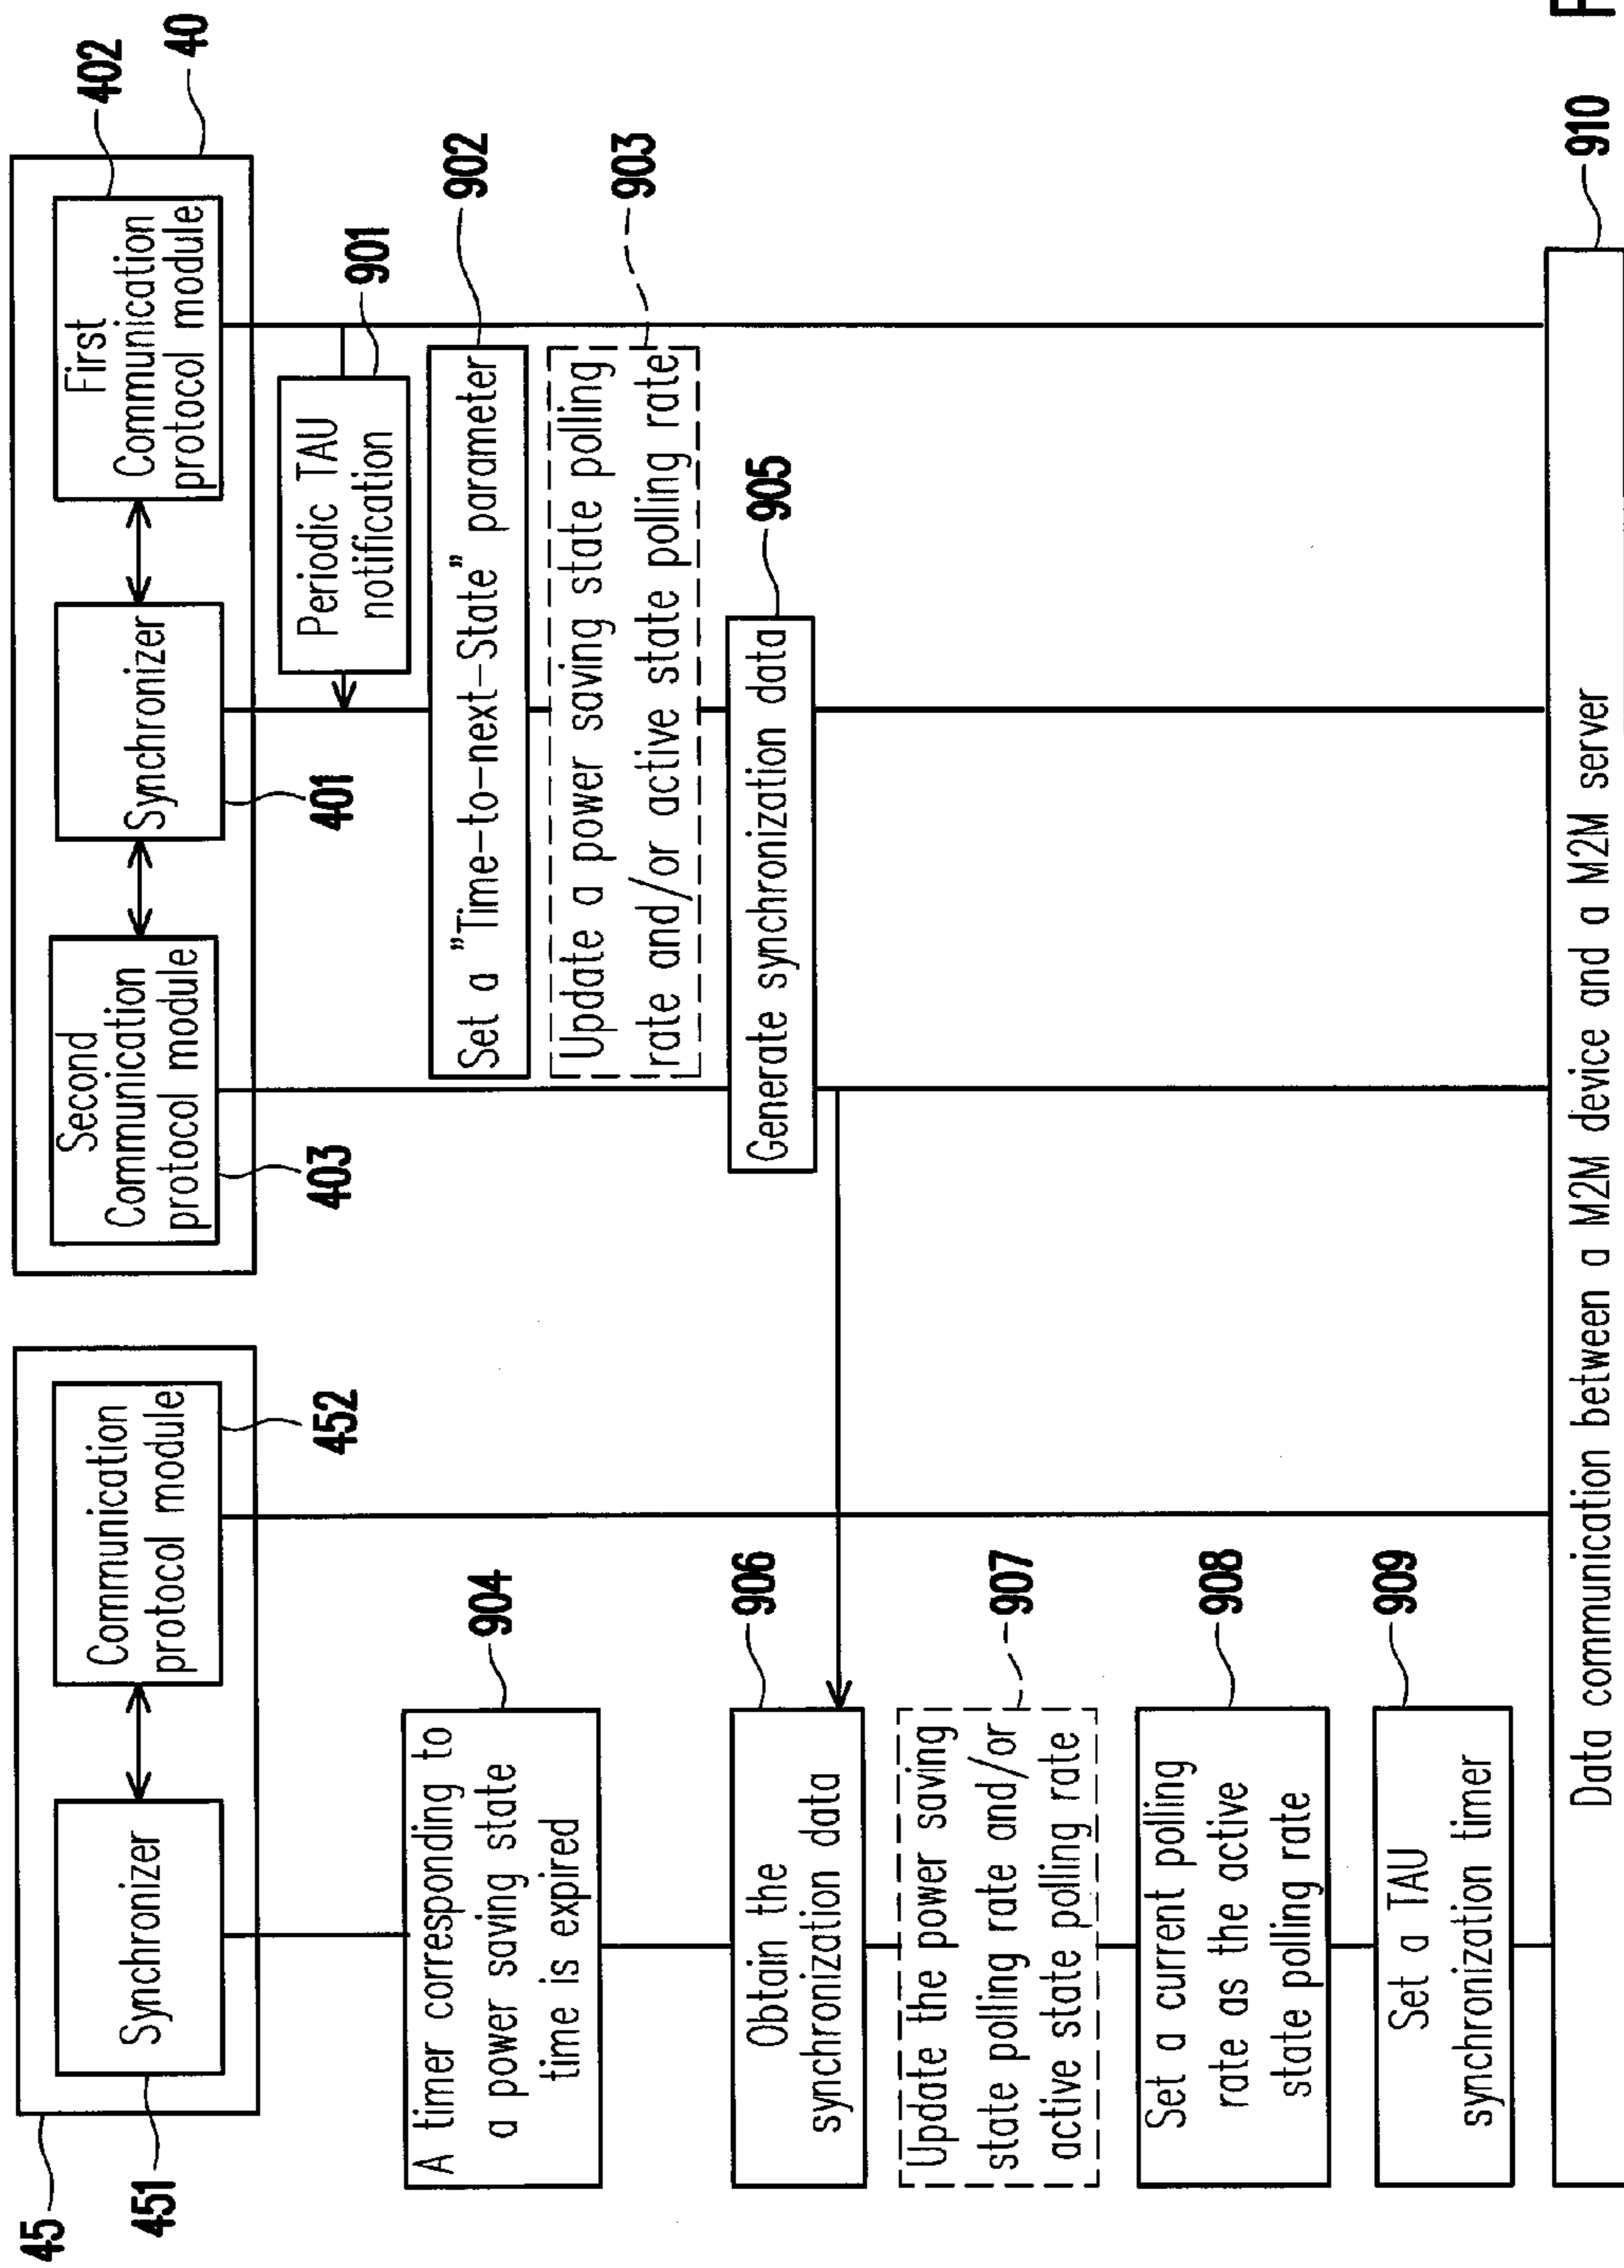 45
451
Synchronizer
Communication
protocol module
452
Second
Communication
protocol module
403
Synchronizer
401
First
Communication
protocol module
402
40
Periodic TAU
notification
901
Set a "Time-to-next-State" parameter
902
Update a power saving state polling
rate and/or active state polling rate
903
A timer corresponding to
a power saving state
time is expired
904
Generate synchronization data
905
Obtain the
synchronization data
906
Update the power saving
state polling rate and/or
active state polling rate
907
Set a current polling
rate as the active
state polling rate
908
Set a TAU
synchronization timer
909
Data communication between a M2M device and a M2M server
910